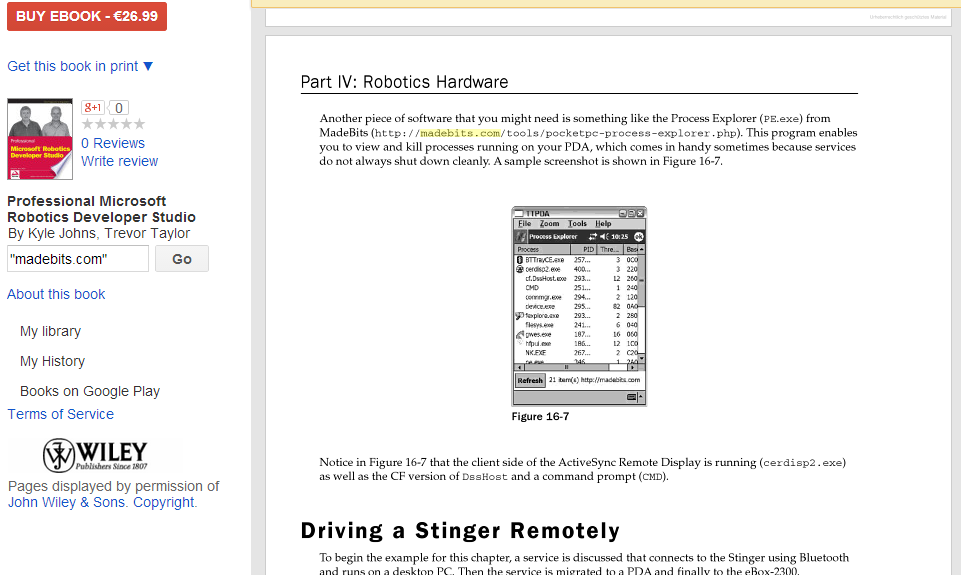 BUY EBOOK - €26.99
Get this book in print ▼
g+1 0
0 Reviews
Write review
Professional
Microsoft Robotics
Developer Studio
Professional Microsoft
Robotics Developer Studio
By Kyle Johns, Trevor Taylor
"madebits.com" Go
About this book
My library
My History
Books on Google Play
Terms of Service
WILEY
Publishers Since 1807
Pages displayed by permission of
John Wiley & Sons. Copyright.
Urheberrechtlich geschütztes Material
Part IV: Robotics Hardware
Another piece of software that you might need is something like the Process Explorer (PE.exe) from
MadeBits (http://madebits.com/tools/pocketpc-process-explorer.php). This program enables
you to view and kill processes running on your PDA, which comes in handy sometimes because services
do not always shut down cleanly. A sample screenshot is shown in Figure 16-7.
TTPDA
File Zoom Tools Help
Process Explorer 10:25 ok
Process PID Thre... Bas
BTTrayCE.exe 257... 3 0C0
cerdisp2.exe 400... 3 220
cf.DssHost.exe 293... 12 260
CMD 251... 1 240
connmgr.exe 294... 2 120
device.exe 295... 82 0A0
fexplore.exe 293... 2 280
filesys.exe 241... 6 040
gwes.exe 187... 16 060
hfpui.exe 186... 12 1C0
NK.EXE 267... 2 C20
pe.exe 346 1 2A0
Refresh 21 item(s) http://madebits.com
Figure 16-7
Notice in Figure 16-7 that the client side of the ActiveSync Remote Display is running (cerdisp2.exe)
as well as the CF version of DssHost and a command prompt (CMD).
Driving a Stinger Remotely
To begin the example for this chapter, a service is discussed that connects to the Stinger using Bluetooth
and runs on a desktop PC. Then the service is migrated to a PDA and finally to the eBox-2300.